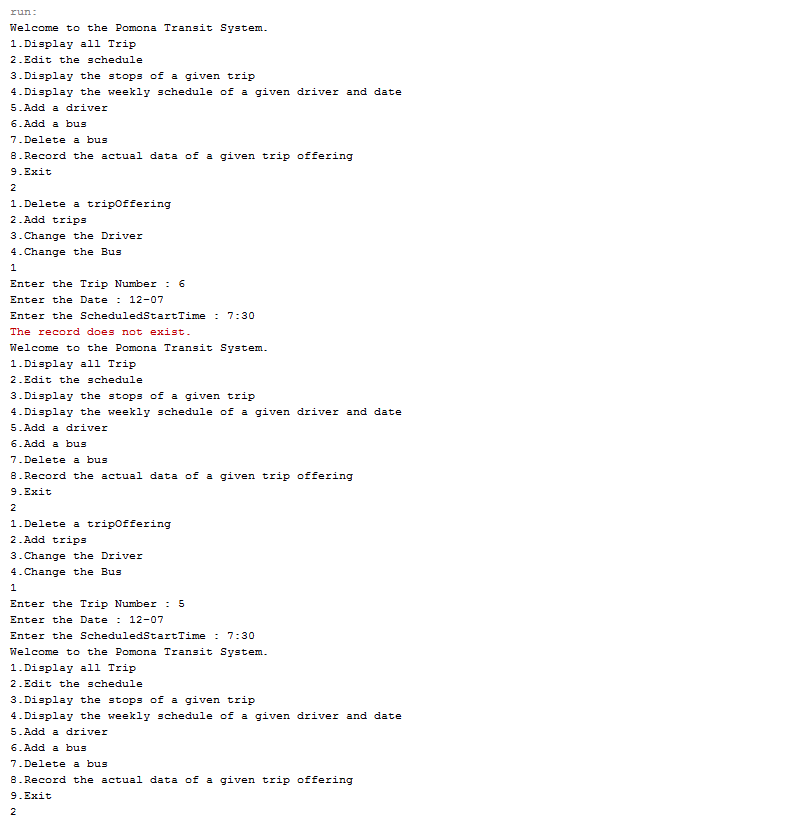 run:
Welcome to the Pomona Transit System.
1.Display all Trip
2.Edit the schedule
3.Display the stops of a given trip
4.Display the weekly schedule of a given driver and date
5.Add a driver
6.Add a bus
7.Delete a bus
8.Record the actual data of a given trip offering
9.Exit
2
1.Delete a tripOffering
2.Add trips
3.Change the Driver
4.Change the Bus
1
Enter the Trip Number : 6
Enter the Date : 12-07
Enter the ScheduledStartTime : 7:30
The record does not exist.
Welcome to the Pomona Transit System.
1.Display all Trip
2.Edit the schedule
3.Display the stops of a given trip
4.Display the weekly schedule of a given driver and date
5.Add a driver
6.Add a bus
7.Delete a bus
8.Record the actual data of a given trip offering
9.Exit
2
1.Delete a tripOffering
2.Add trips
3.Change the Driver
4.Change the Bus
1
Enter the Trip Number : 5
Enter the Date : 12-07
Enter the ScheduledStartTime : 7:30
Welcome to the Pomona Transit System.
1.Display all Trip
2.Edit the schedule
3.Display the stops of a given trip
4.Display the weekly schedule of a given driver and date
5.Add a driver
6.Add a bus
7.Delete a bus
8.Record the actual data of a given trip offering
9.Exit
2